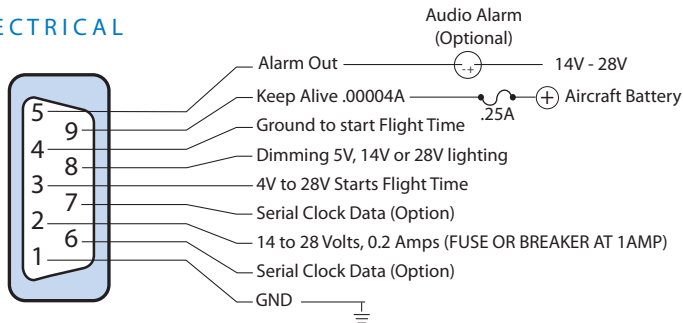 ECTRICAL
Audio Alarm
(Optional)
Alarm Out
- +
14V - 28V
Keep Alive .00004A
.25A
+
Aircraft Battery
Ground to start Flight Time
Dimming 5V, 14V or 28V lighting
4V to 28V Starts Flight Time
Serial Clock Data (Option)
14 to 28 Volts, 0.2 Amps (FUSE OR BREAKER AT 1AMP)
Serial Clock Data (Option)
GND
5
9
4
8
3
7
2
6
1